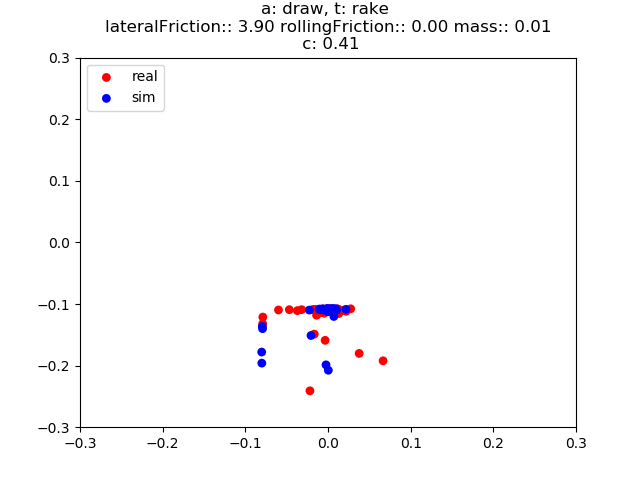 a: draw, t: rake
lateralFriction:: 3.90 rollingFriction:: 0.00 mass:: 0.01
c: 0.41
real
sim
0.3
0.2
0.1
0.0
−0.1
−0.2
−0.3
−0.3 −0.2 −0.1 0.0 0.1 0.2 0.3